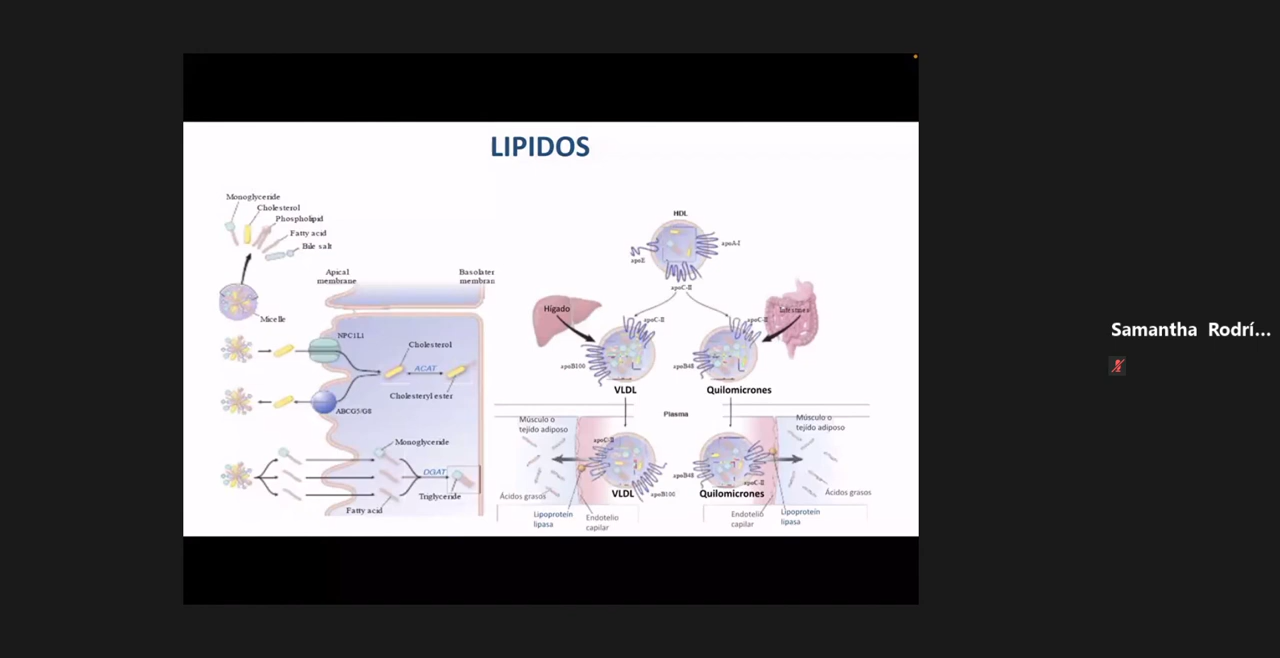 LIPIDOS
Monoglyceride
Cholesterol
Phospholipid
Fatty acid
Bile salt
Apical
membrane
Basolater
membran
Micelle
NPC1L1
Cholesterol
ACAT
Cholesteryl ester
ABCG5/G8
Monoglyceride
DGAT
Triglyceride
Fatty acid
HDL
apoA-I
apoE
apoC-II
Hígado
apoC-II
apoB100
VLDL
Intestinos
apoC-II
apoB48
Quilomicrones
Plasma
Músculo o
tejido adiposo
apoC-II
VLDL
apoB100
Ácidos grasos
Lipoprotein
lipasa
Endotelio
capilar
Músculo o
tejido adiposo
apoB48
apoC-II
Quilomicrones
Ácidos grasos
Endotelio
capilar
Lipoprotein
lipasa
Samantha Rodrí...